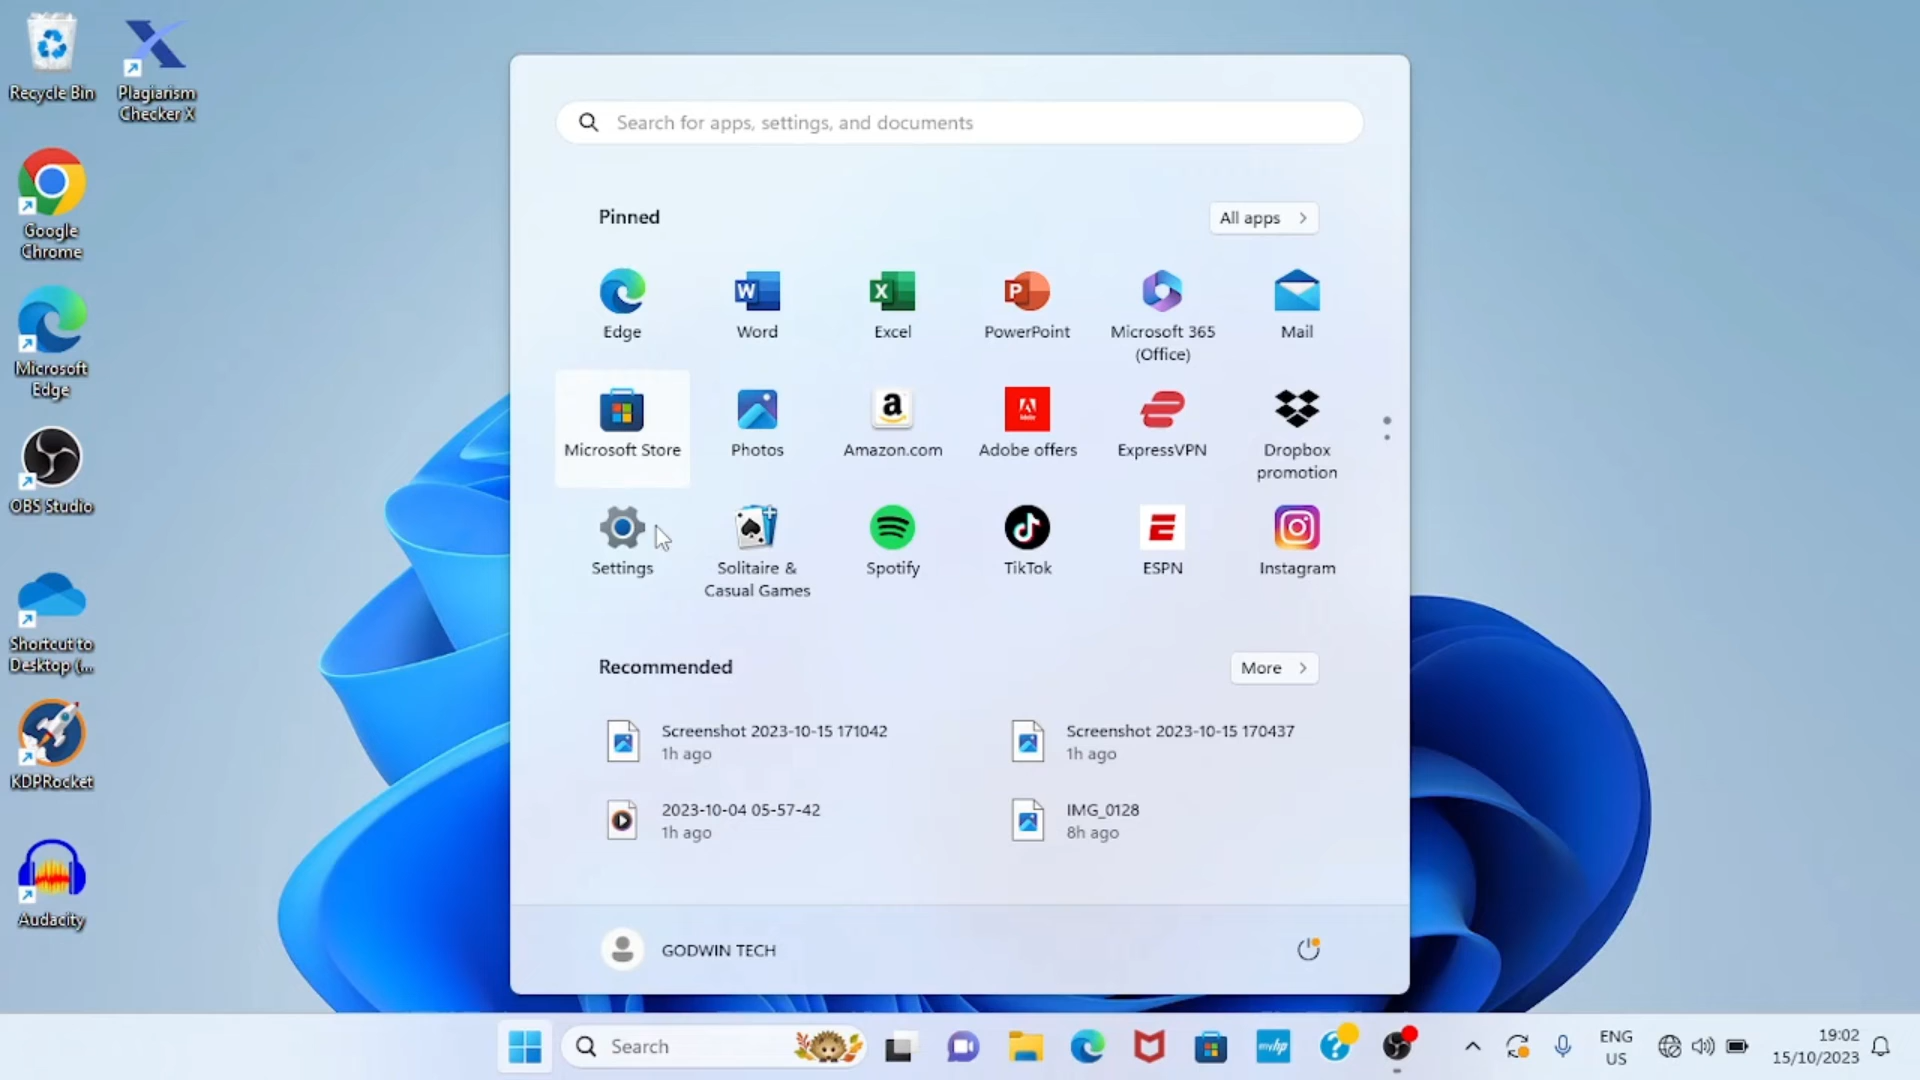 Recycle Bin
Plagiarism
Checker X
Google
Chrome
Microsoft
Edge
OBS Studio
Shortcut to
Desktop (...
KDPRocket
Audacity
Search for apps, settings, and documents
Pinned
All apps
Edge
Word
Excel
PowerPoint
Microsoft 365
(Office)
Mail
Microsoft Store
Photos
Amazon.com
Adobe offers
ExpressVPN
Dropbox
promotion
Settings
Solitaire &
Casual Games
Spotify
TikTok
ESPN
Instagram
Recommended
More
Screenshot 2023-10-15 171042
1h ago
Screenshot 2023-10-15 170437
1h ago
2023-10-04 05-57-42
1h ago
IMG_0128
8h ago
GODWIN TECH
Search
myhp
ENG
US
19:02
15/10/2023